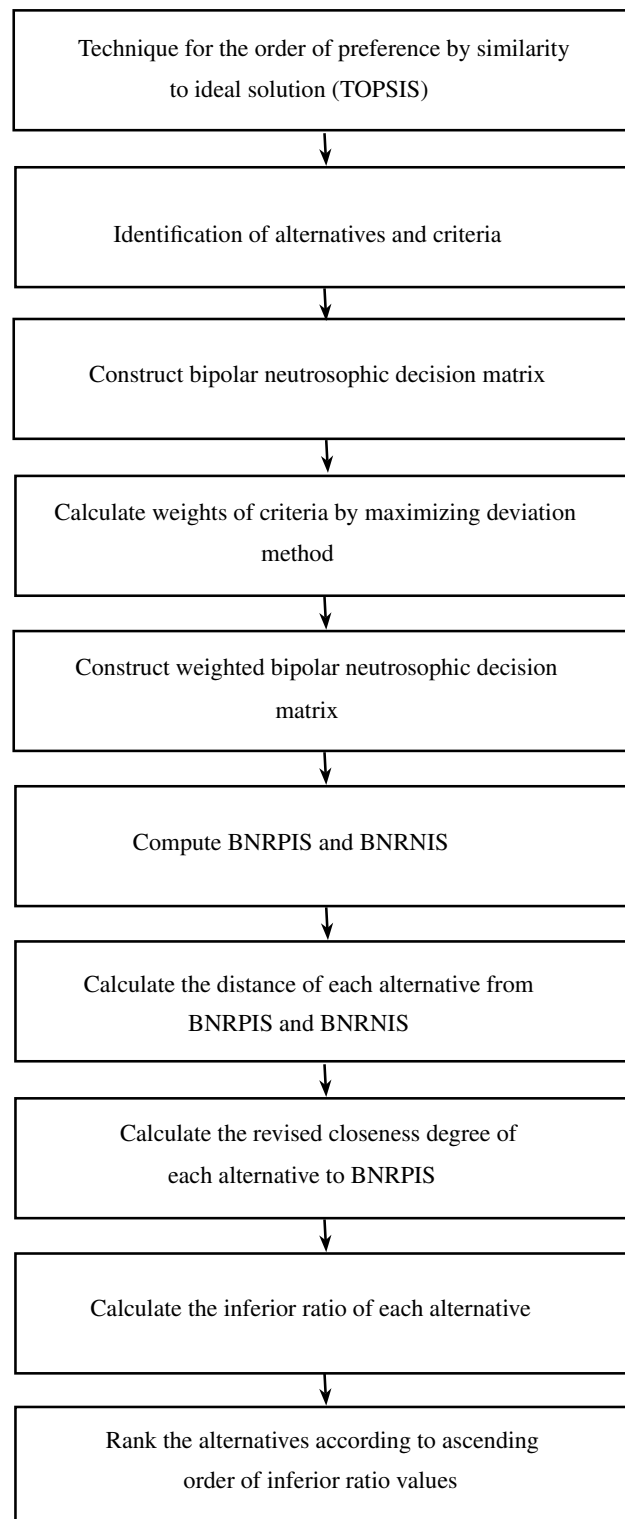 Technique for the order of preference by similarity
to ideal solution (TOPSIS)
Identification of alternatives and criteria
Construct bipolar neutrosophic decision matrix
Calculate weights of criteria by maximizing deviation
method
Construct weighted bipolar neutrosophic decision
matrix
Compute BNRPIS and BNRNIS
Calculate the distance of each alternative from
BNRPIS and BNRNIS
Calculate the revised closeness degree of
each alternative to BNRPIS
Calculate the inferior ratio of each alternative
Rank the alternatives according to ascending
order of inferior ratio values